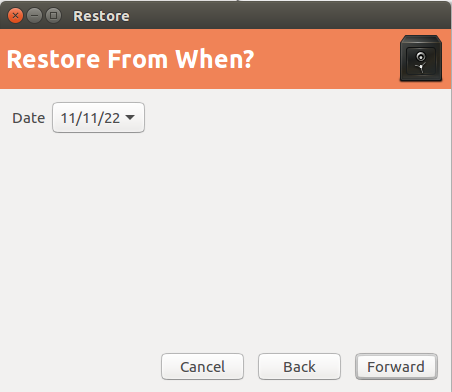 Restore
Restore From When?
Date 11/11/22
Cancel Back Forward